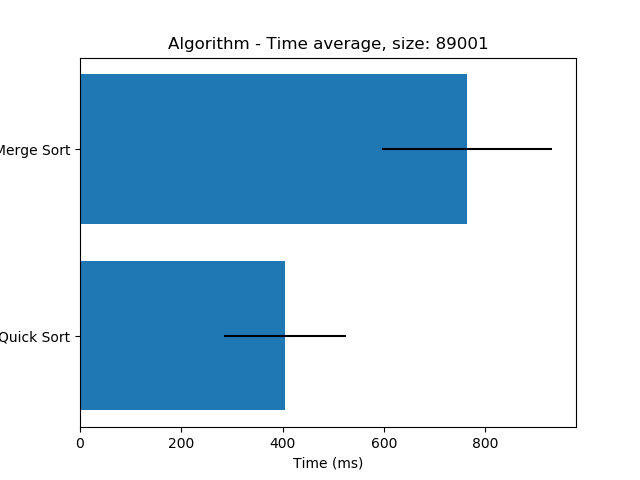 Algorithm - Time average, size: 89001
Merge Sort
Quick Sort
0 200 400 600 800
Time (ms)